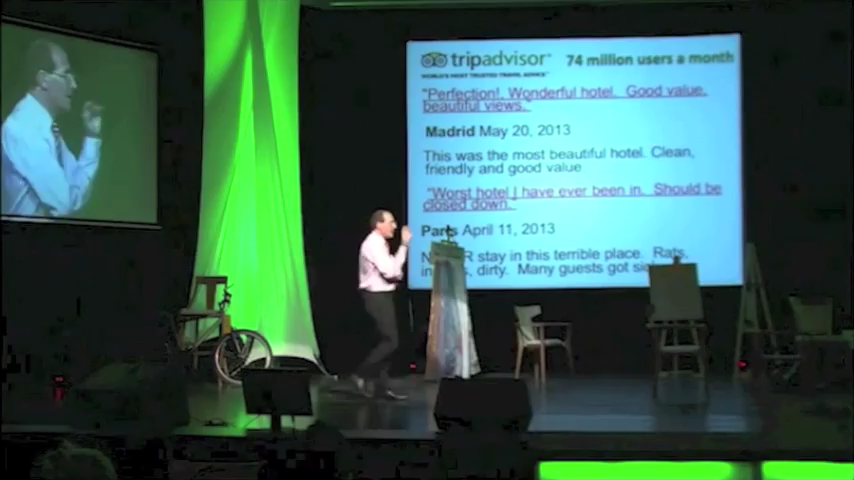 tripadvisor® 74 million users a month
WORLD'S MOST TRUSTED TRAVEL ADVICE™
"Perfection!. Wonderful hotel. Good value,
beautiful views."
Madrid May 20, 2013
This was the most beautiful hotel. Clean,
friendly and good value
"Worst hotel I have ever been in. Should be
closed down."
Paris April 11, 2013
stay in this terrible place. Rats,
dirty. Many guests got